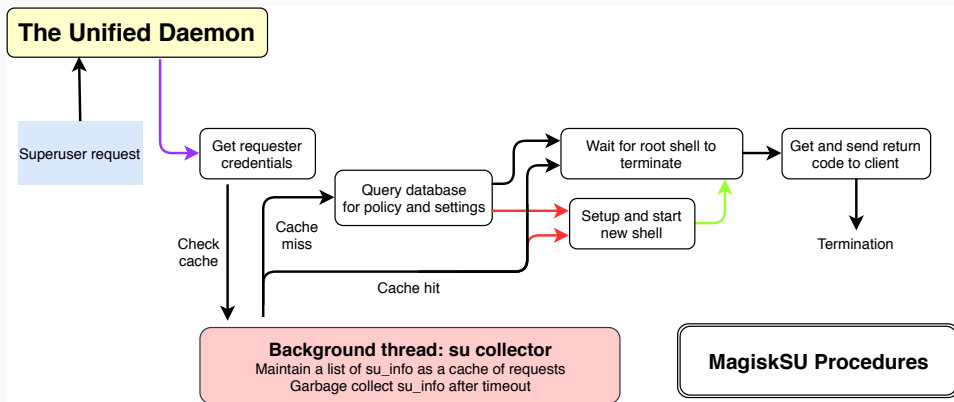 The Unified Daemon
Superuser request
Get requester
credentials
Check
cache
Cache
miss
Query database
for policy and settings
Cache hit
Wait for root shell to
terminate
Setup and start
new shell
Get and send return
code to client
Termination
Background thread: su collector
Maintain a list of su_info as a cache of requests
Garbage collect su_info after timeout
MagiskSU Procedures